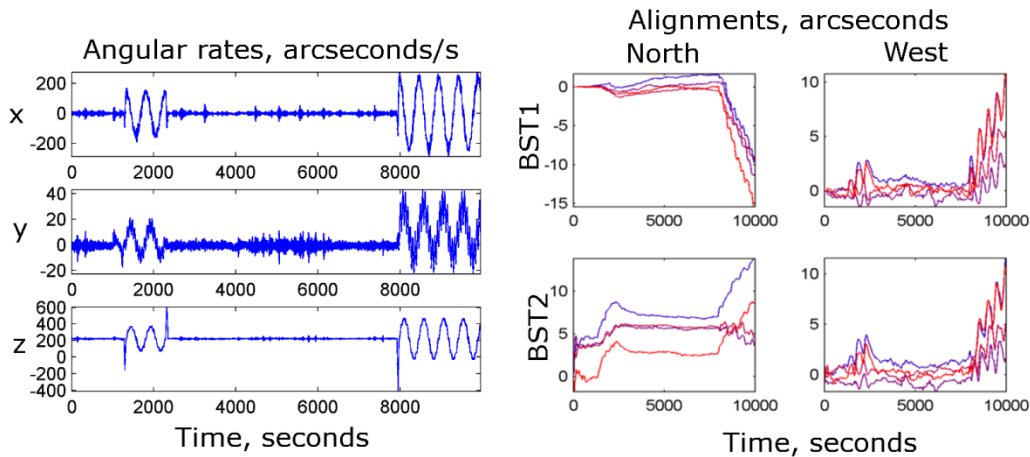 Angular rates, arcseconds/s
x
200
0
-200
0 2000 4000 6000 8000
y
40
20
0
-20
0 2000 4000 6000 8000
z
600
400
200
0
-200
-400
0 2000 4000 6000 8000
Time, seconds
Alignments, arcseconds
North West
BST1
0
-5
-10
-15
0 5000 10000
10
5
0
0 5000 10000
BST2
10
5
0
0 5000 10000
10
5
0
0 5000 10000
Time, seconds